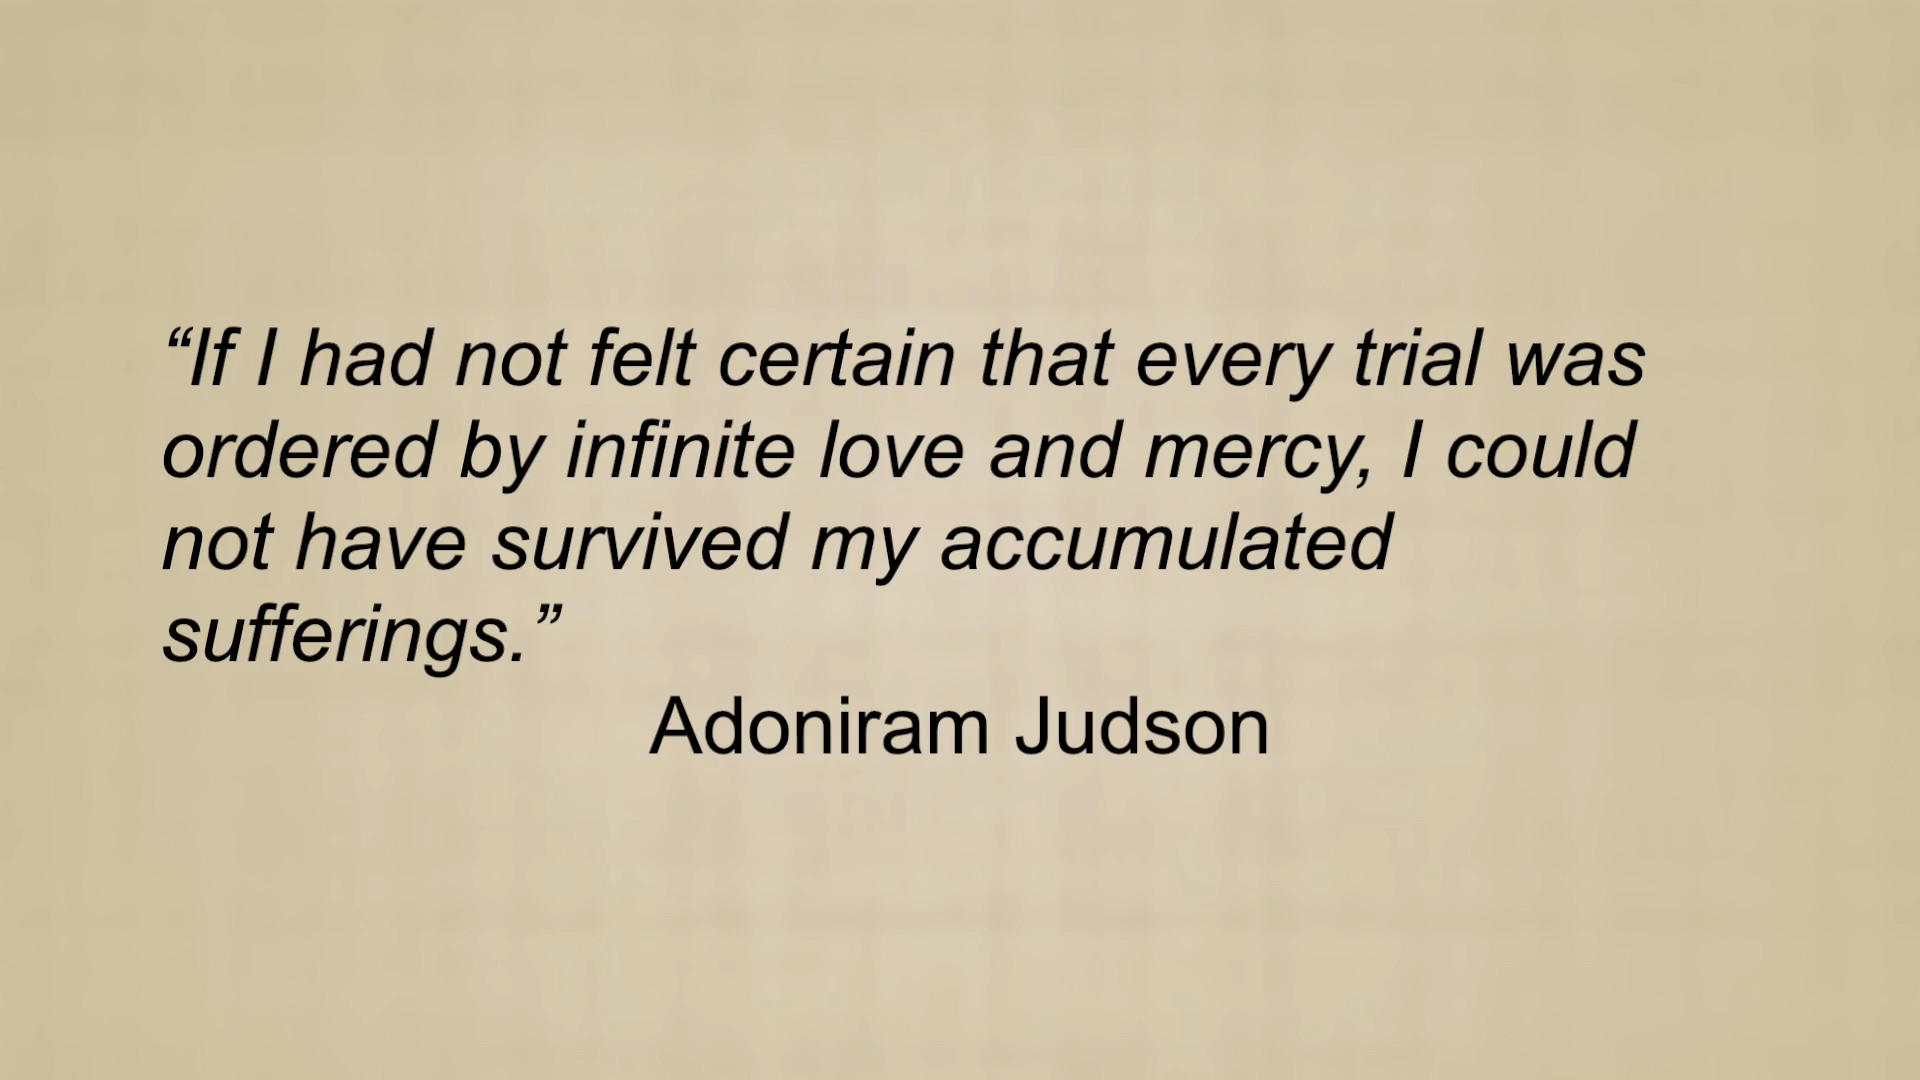 “If I had not felt certain that every trial was
ordered by infinite love and mercy, I could
not have survived my accumulated
sufferings.”
Adoniram Judson